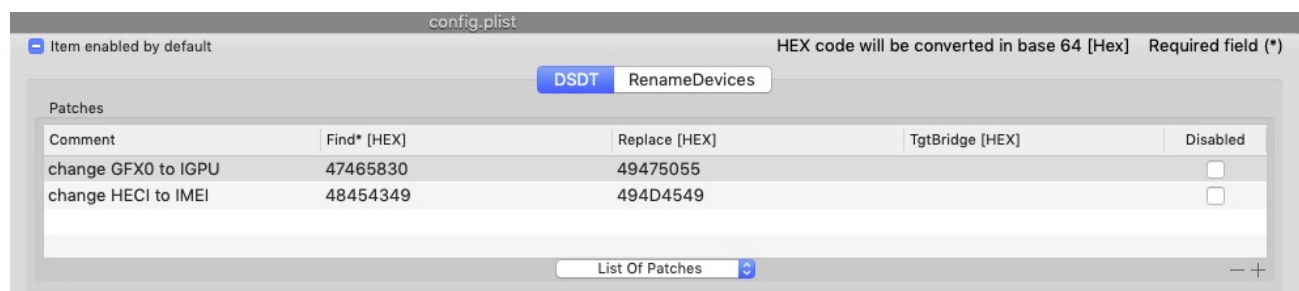 config.plist
Item enabled by default HEX code will be converted in base 64 [Hex] Required field (*)
DSDT RenameDevices
Patches
Comment Find* [HEX] Replace [HEX] TgtBridge [HEX] Disabled
change GFX0 to IGPU 47465830 49475055
change HECI to IMEI 48454349 494D4549
List Of Patches